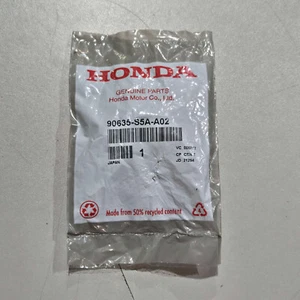 HONDA
GENUINE PARTS
Honda Motor Co., Ltd.
90635-S5A-A02
1
JAPAN
Made from 50% recycled content